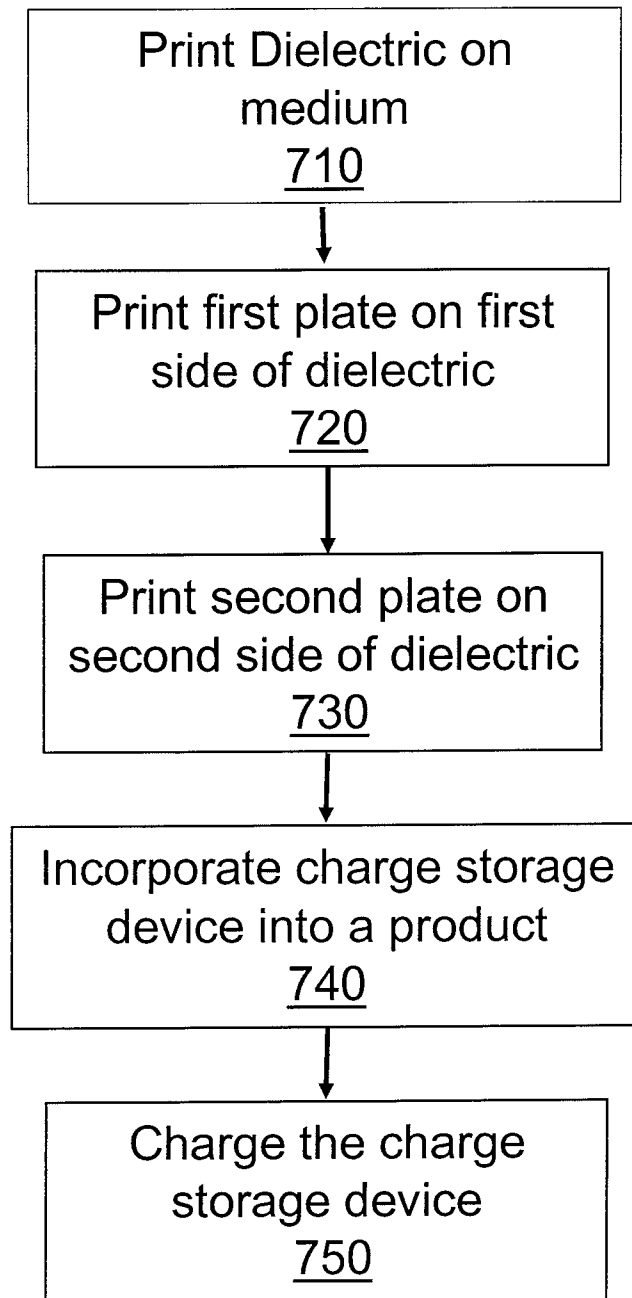 Print Dielectric on
medium
710
Print first plate on first
side of dielectric
720
Print second plate on
second side of dielectric
730
Incorporate charge storage
device into a product
740
Charge the charge
storage device
750